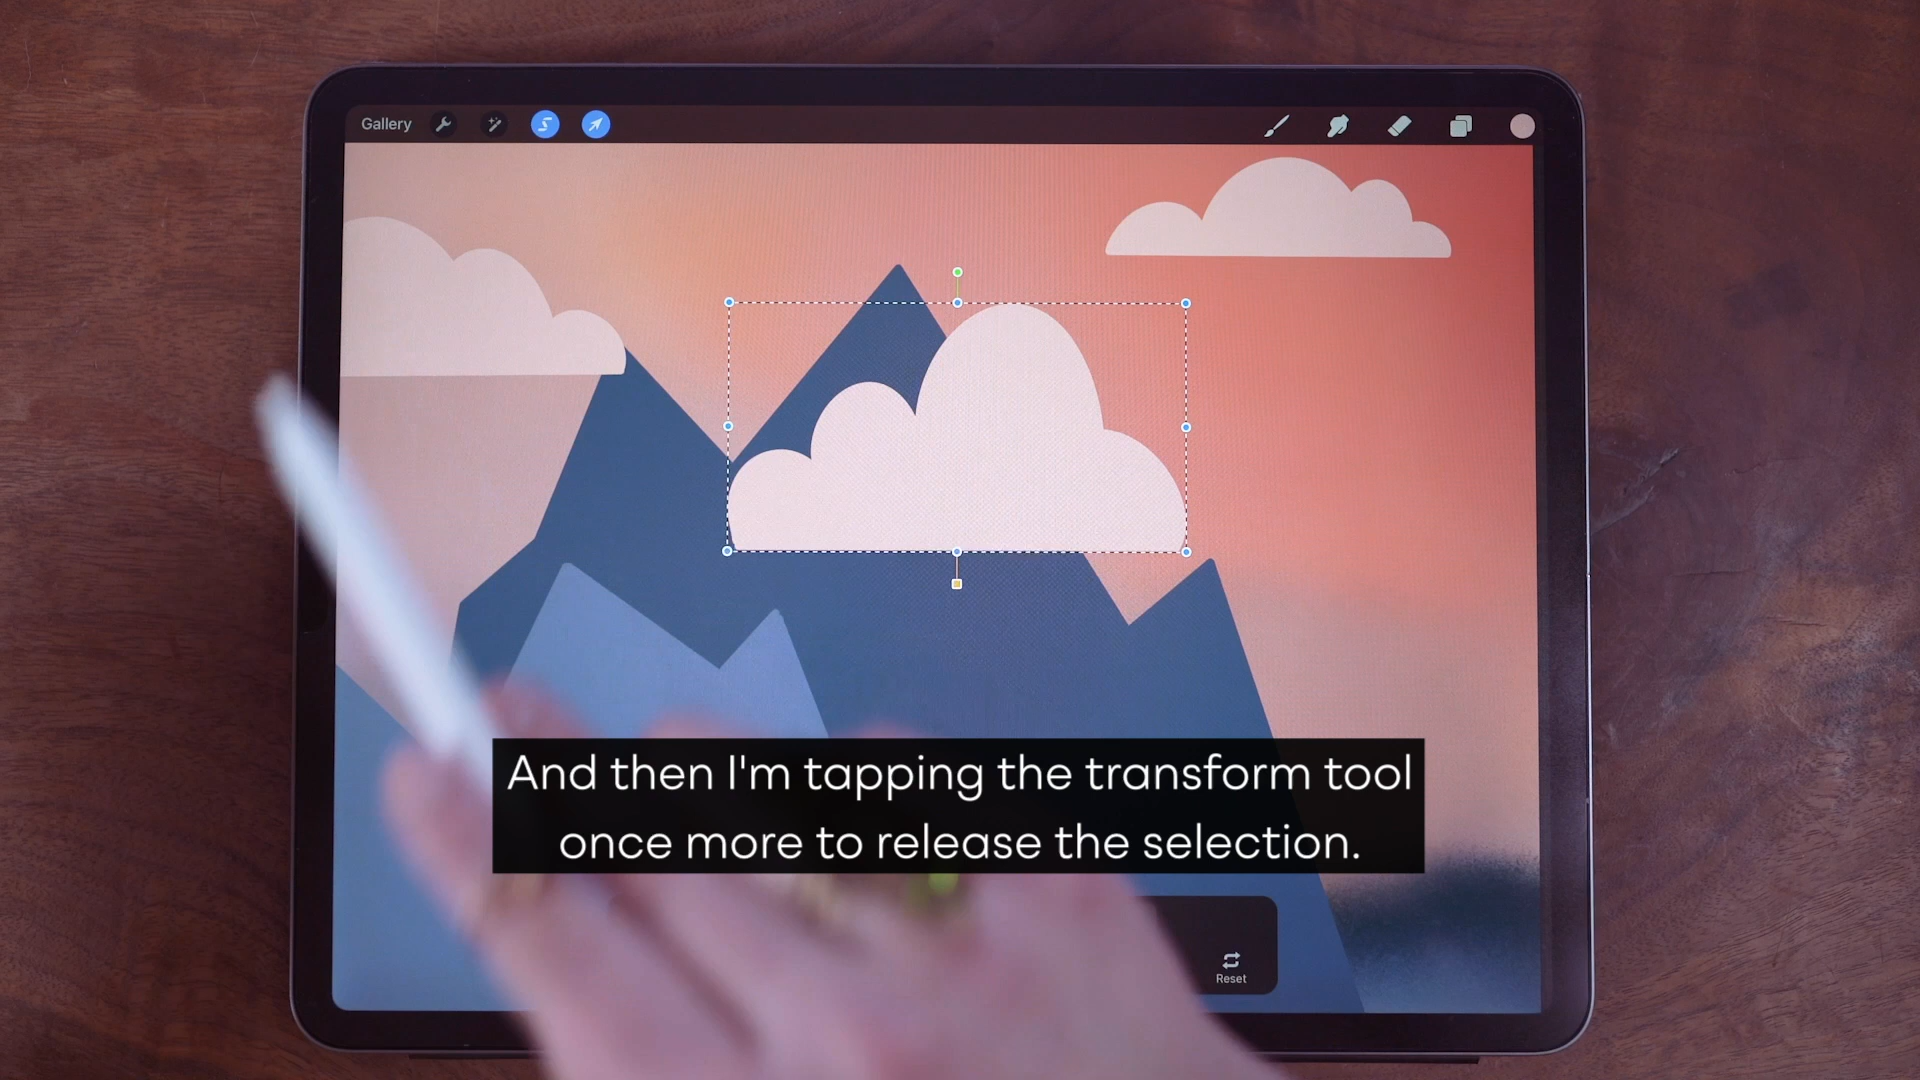 Gallery
And then I'm tapping the transform tool
once more to release the selection.
Reset